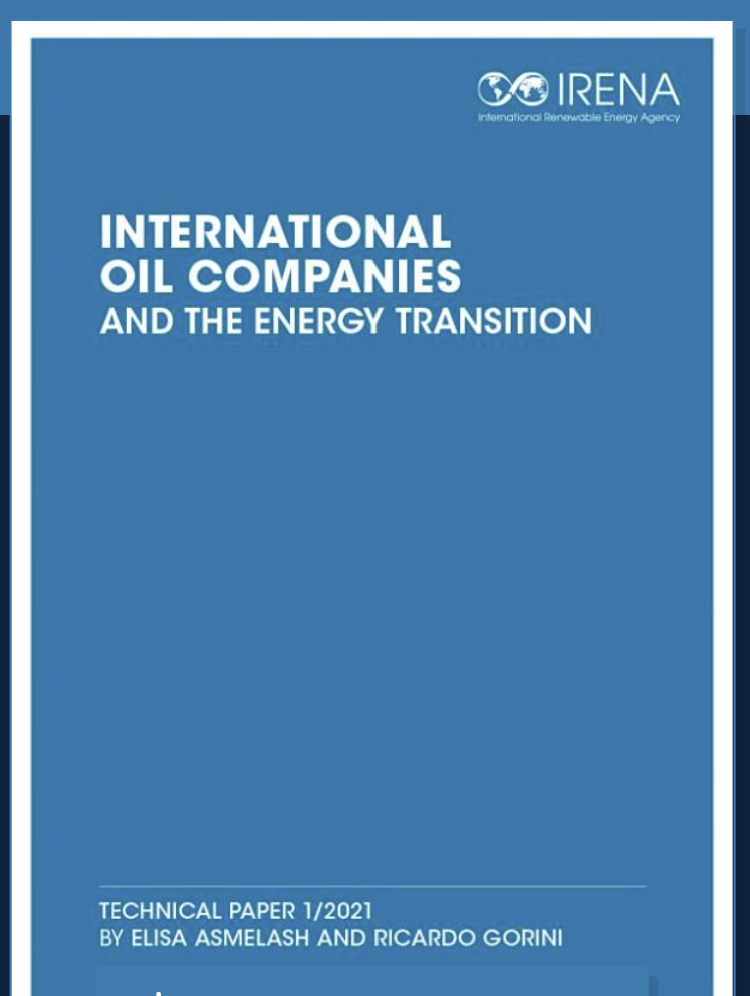 IRENA
International Renewable Energy Agency
INTERNATIONAL
OIL COMPANIES
AND THE ENERGY TRANSITION
TECHNICAL PAPER 1/2021
BY ELISA ASMELASH AND RICARDO GORINI